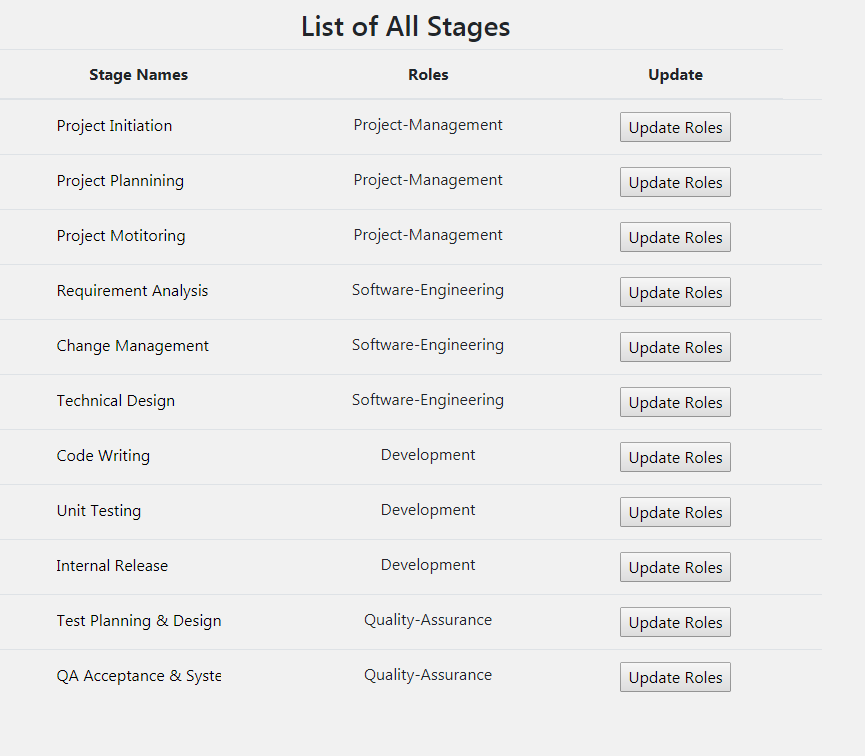 List of All Stages
Stage Names Roles Update
Project Initiation Project-Management Update Roles
Project Plannining Project-Management Update Roles
Project Motitoring Project-Management Update Roles
Requirement Analysis Software-Engineering Update Roles
Change Management Software-Engineering Update Roles
Technical Design Software-Engineering Update Roles
Code Writing Development Update Roles
Unit Testing Development Update Roles
Internal Release Development Update Roles
Test Planning & Design Quality-Assurance Update Roles
QA Acceptance & Syste Quality-Assurance Update Roles